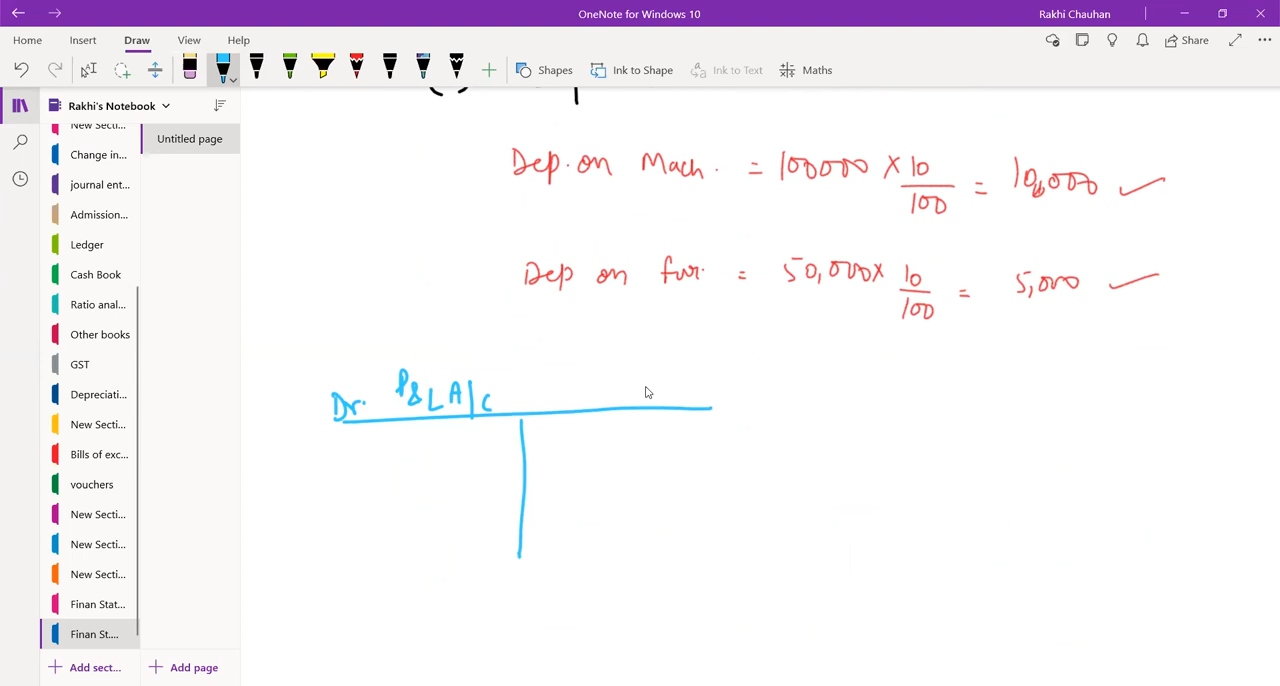 OneNote for Windows 10
Rakhi Chauhan
Home Insert Draw View Help
Share
Shapes Ink to Shape Ink to Text Maths
Rakhi's Notebook
New Secti...
Untitled page
Change in...
journal ent...
Admission...
Ledger
Cash Book
Ratio anal...
Other books
GST
Depreciati...
New Secti...
Bills of exc...
vouchers
New Secti...
New Secti...
New Secti...
Finan Stat...
Finan St....
Add sect...
Add page
Dep. on Mach. = 100000 × 10/100 = 10,000 ✓
Dep on fur. = 50,000 × 10/100 = 5,000 ✓
Dr. P&L A/c